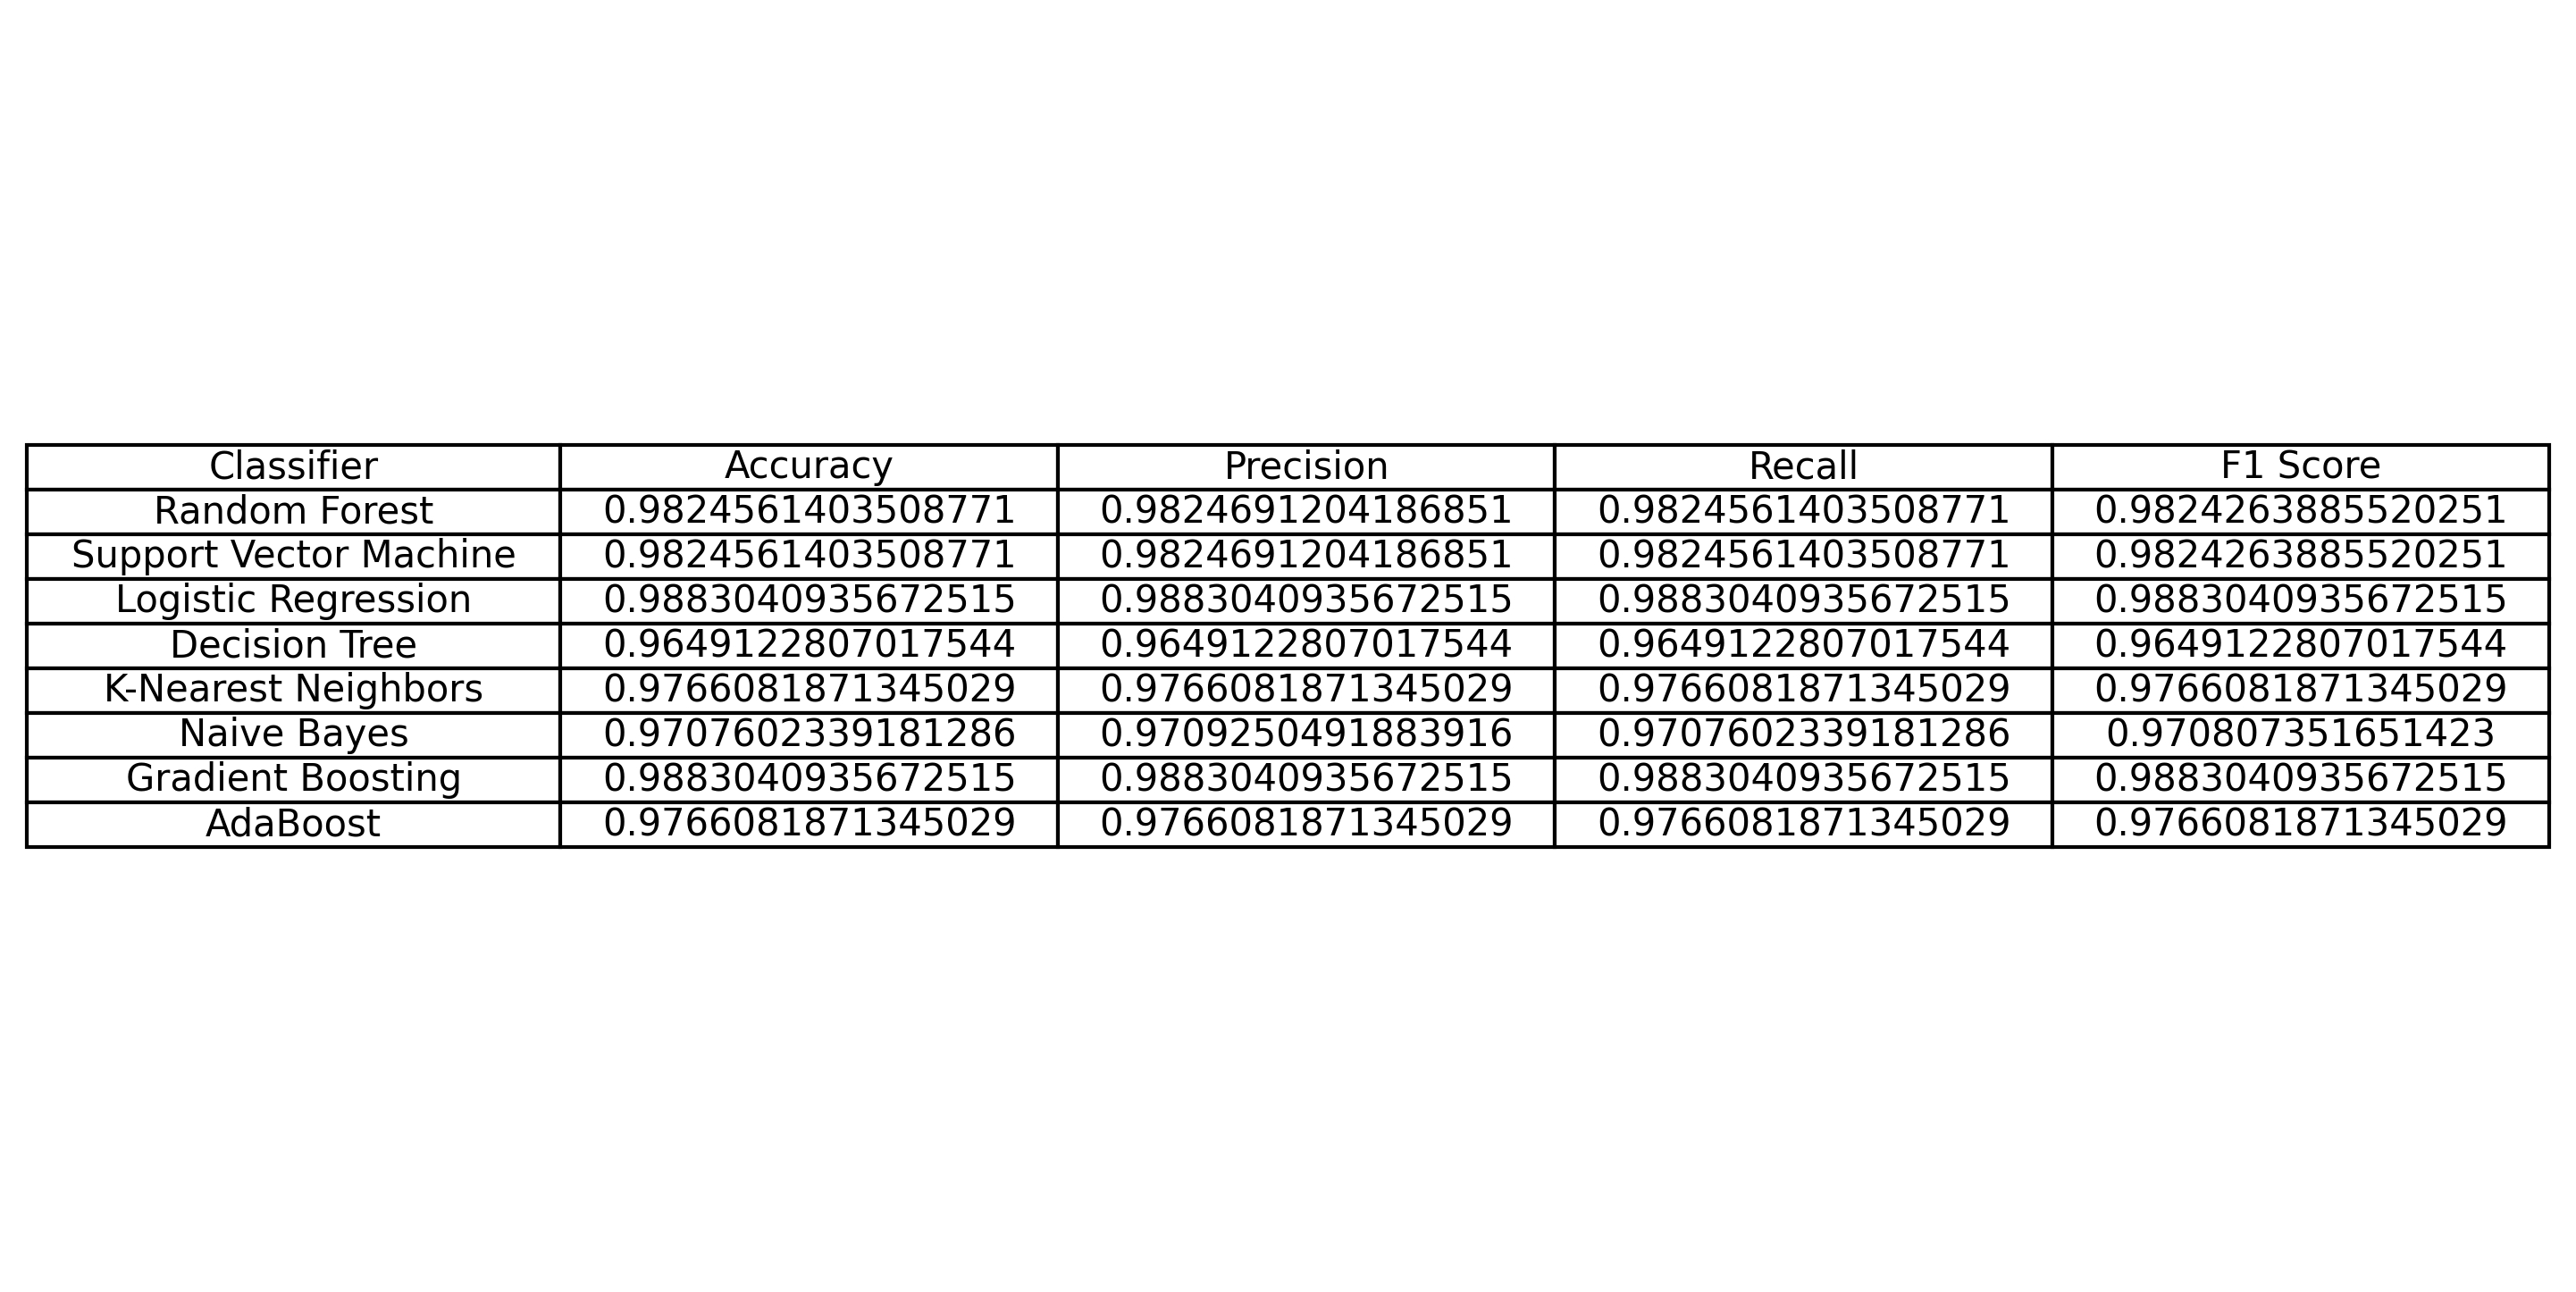 Classifier Accuracy Precision Recall F1 Score
Random Forest 0.9824561403508771 0.9824691204186851 0.9824561403508771 0.9824263885520251
Support Vector Machine 0.9824561403508771 0.9824691204186851 0.9824561403508771 0.9824263885520251
Logistic Regression 0.9883040935672515 0.9883040935672515 0.9883040935672515 0.9883040935672515
Decision Tree 0.9649122807017544 0.9649122807017544 0.9649122807017544 0.9649122807017544
K-Nearest Neighbors 0.9766081871345029 0.9766081871345029 0.9766081871345029 0.9766081871345029
Naive Bayes 0.9707602339181286 0.9709250491883916 0.9707602339181286 0.970807351651423
Gradient Boosting 0.9883040935672515 0.9883040935672515 0.9883040935672515 0.9883040935672515
AdaBoost 0.9766081871345029 0.9766081871345029 0.9766081871345029 0.9766081871345029